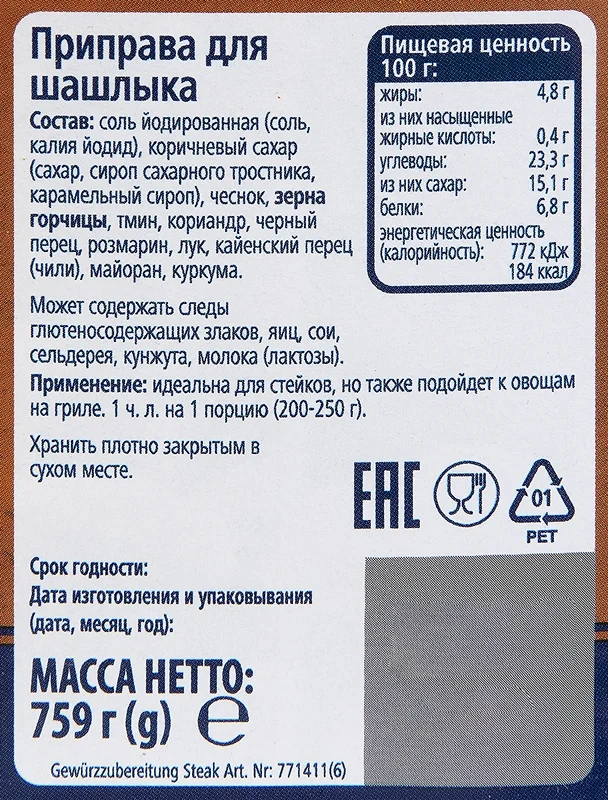 Приправа для
шашлыка
Состав: соль йодированная (соль,
калия йодид), коричневый сахар
(сахар, сироп сахарного тростника,
карамельный сироп), чеснок, зерна
горчицы, тмин, кориандр, черный
перец, розмарин, лук, кайенский перец
(чили), майоран, куркума.
Может содержать следы
глютеносодержащих злаков, яиц, сои,
сельдерея, кунжута, молока (лактозы).
Пищевая ценность
100 г:
жиры: 4,8 г
из них насыщенные
жирные кислоты: 0,4 г
углеводы: 23,3 г
из них сахар: 15,1 г
белки: 6,8 г
энергетическая ценность
(калорийность): 772 кДж
184 ккал
Применение: идеальна для стейков, но также подойдет к овощам
на гриле. 1 ч. л. на 1 порцию (200-250 г).
Хранить плотно закрытым в
сухом месте.
ЕАС
01
PET
Срок годности:
Дата изготовления и упаковывания
(дата, месяц, год):
МАССА НЕТТО:
759 г (g) e
Gewürzzubereitung Steak Art. Nr: 771411(6)